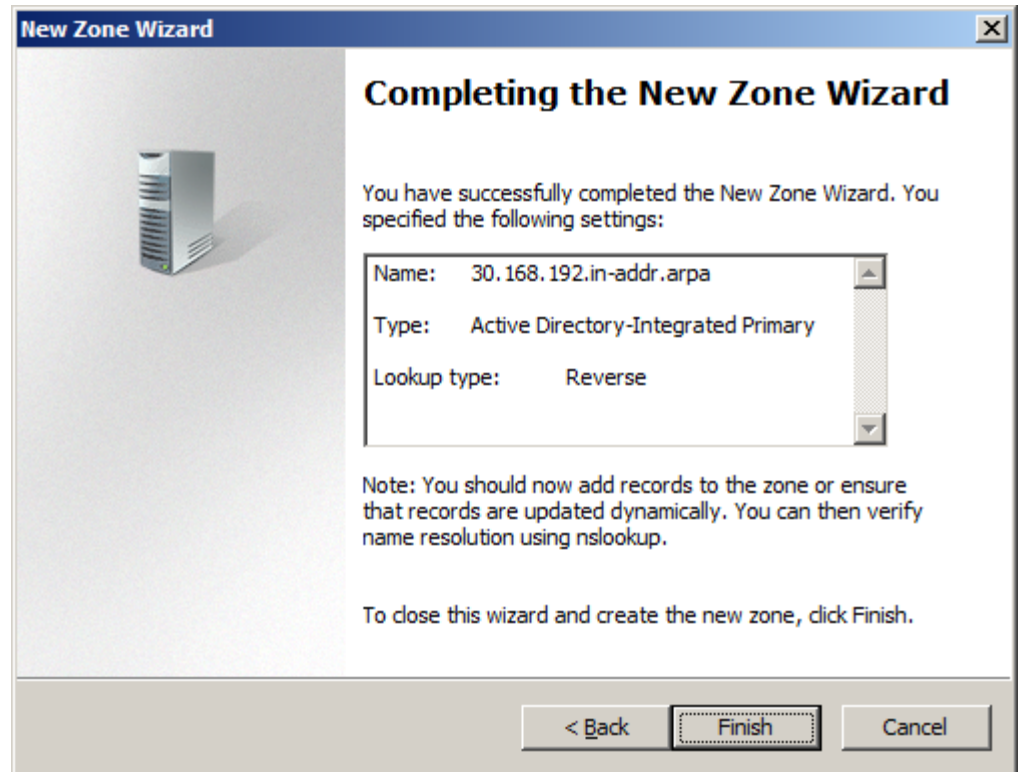 New Zone Wizard
Completing the New Zone Wizard
You have successfully completed the New Zone Wizard. You
specified the following settings:
Name: 30.168.192.in-addr.arpa
Type: Active Directory-Integrated Primary
Lookup type: Reverse
Note: You should now add records to the zone or ensure
that records are updated dynamically. You can then verify
name resolution using nslookup.
To close this wizard and create the new zone, click Finish.
< Back Finish Cancel